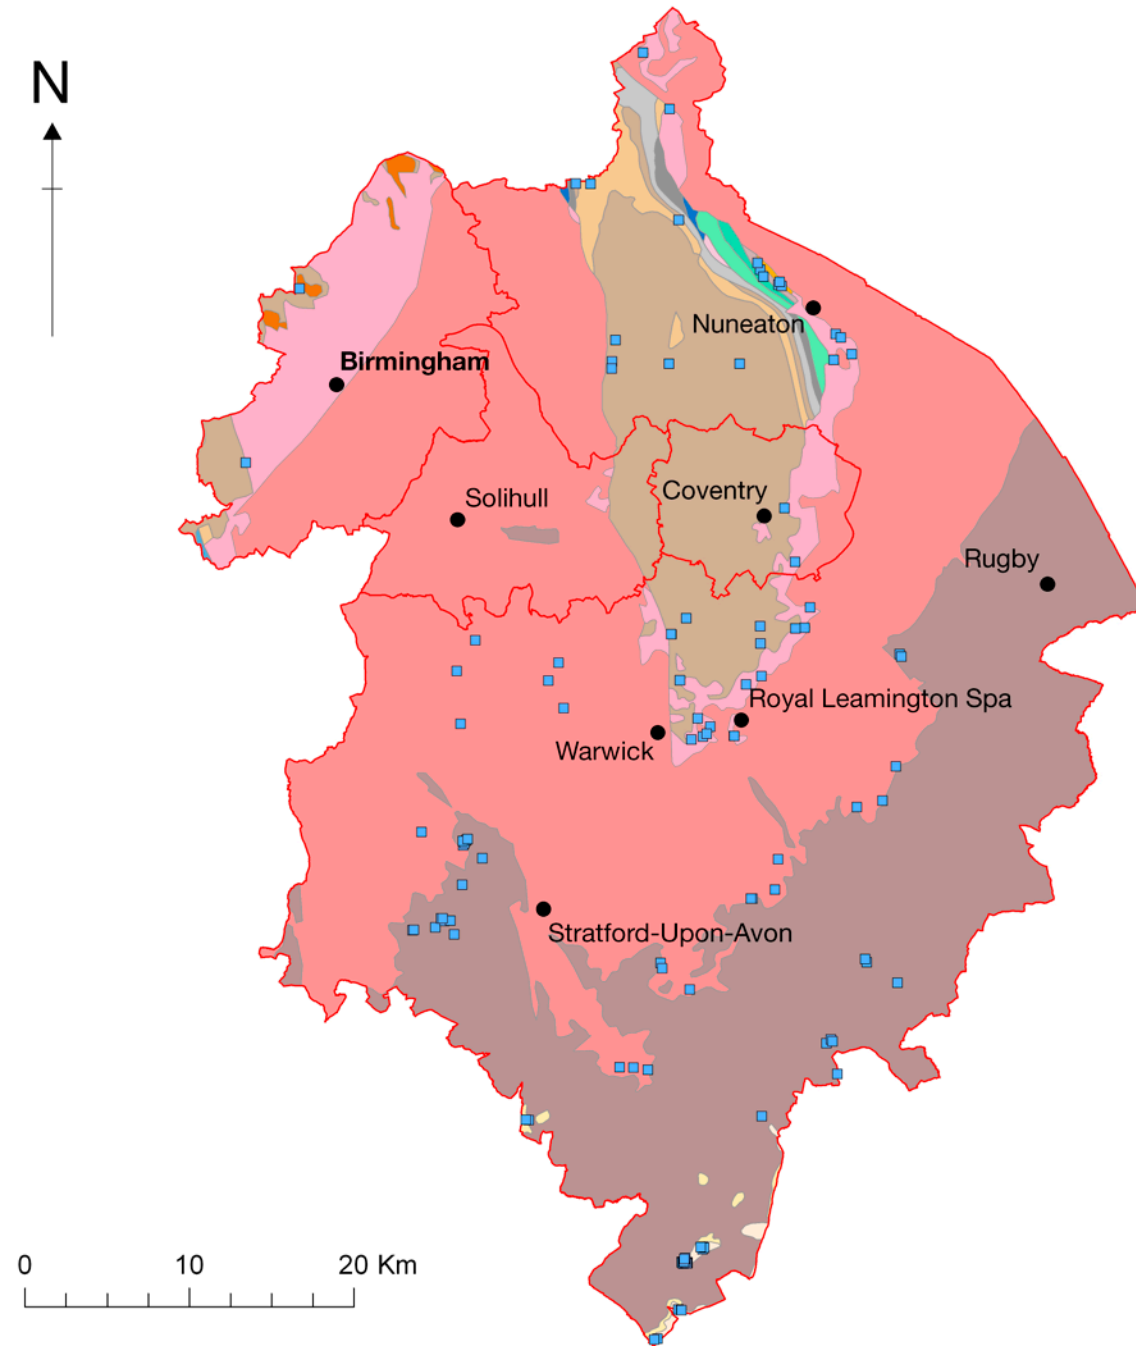 N
Nuneaton
Birmingham
Solihull
Coventry
Rugby
Royal Leamington Spa
Warwick
Stratford-Upon-Avon
0 10 20 Km